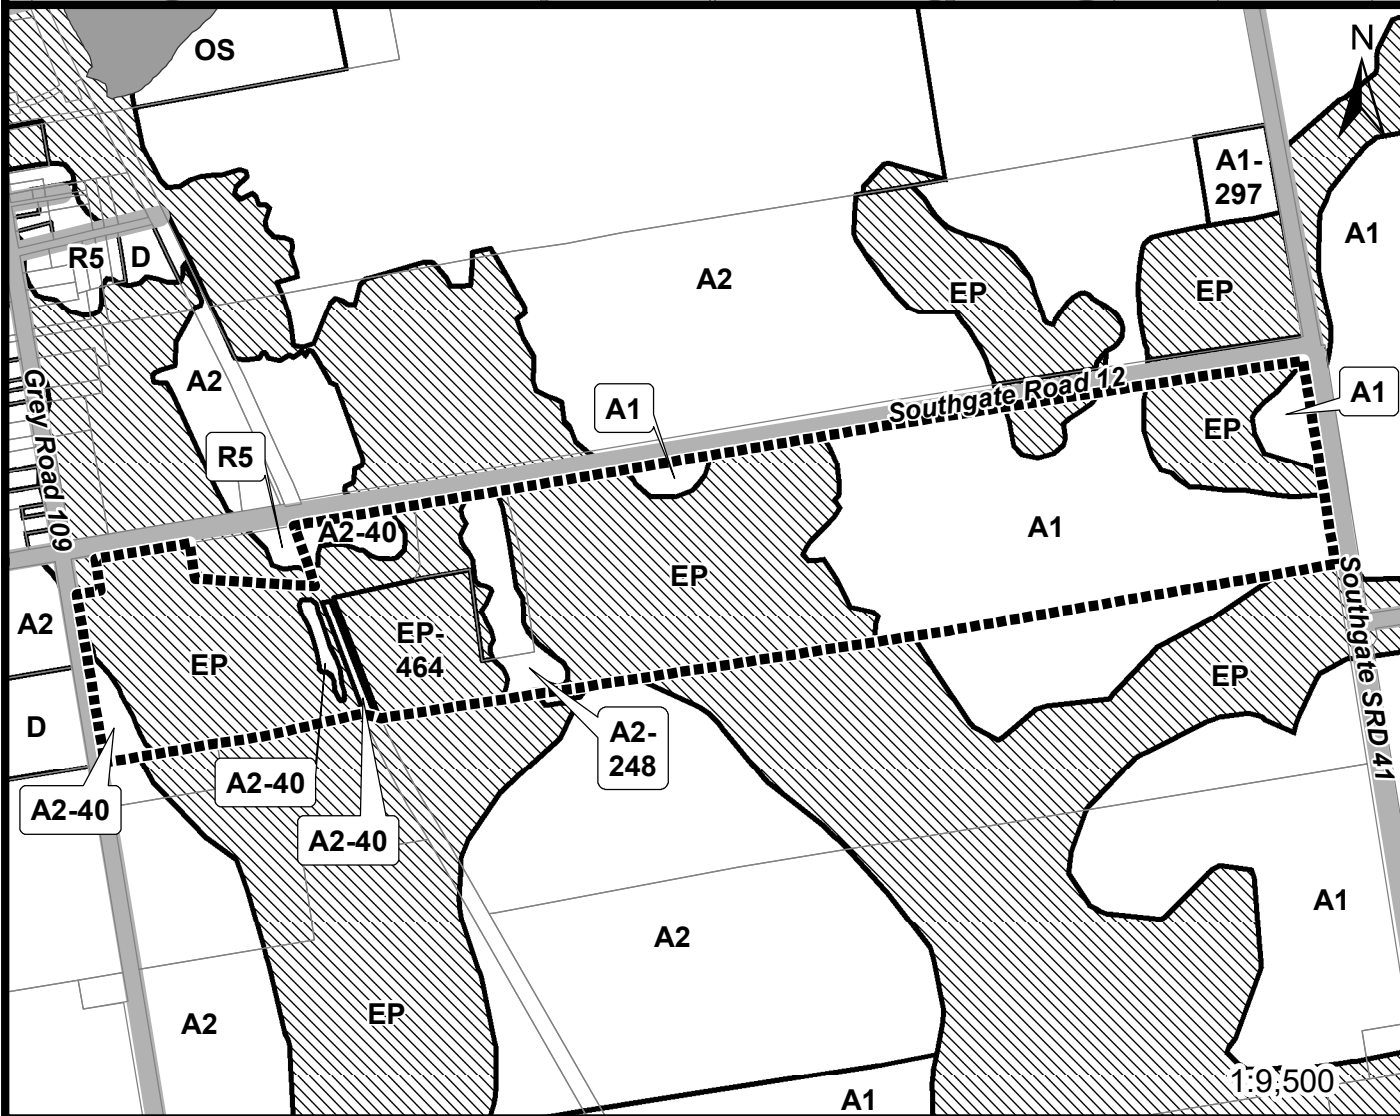 OS
N
A1-
297
A1
R5
D
A2
EP
EP
A2
A1
A1
Southgate Road 12
EP
R5
Grey Road 109
A2-40
A1
EP
A2
EP-
464
EP
Southgate SRD 41
EP
D
A2-
248
A2-40
A2-40
A2-40
A1
A2
EP
A2
1:9,500
A1